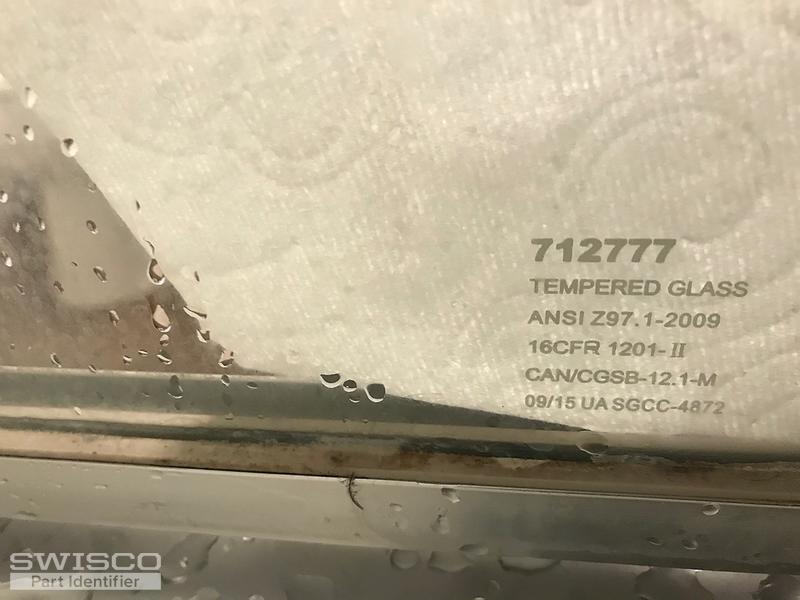 712777
TEMPERED GLASS
ANSI Z97.1-2009
16CFR 1201-II
CAN/CGSB-12.1-M
09/15 UA SGCC-4872
SWISCO
Part Identifier